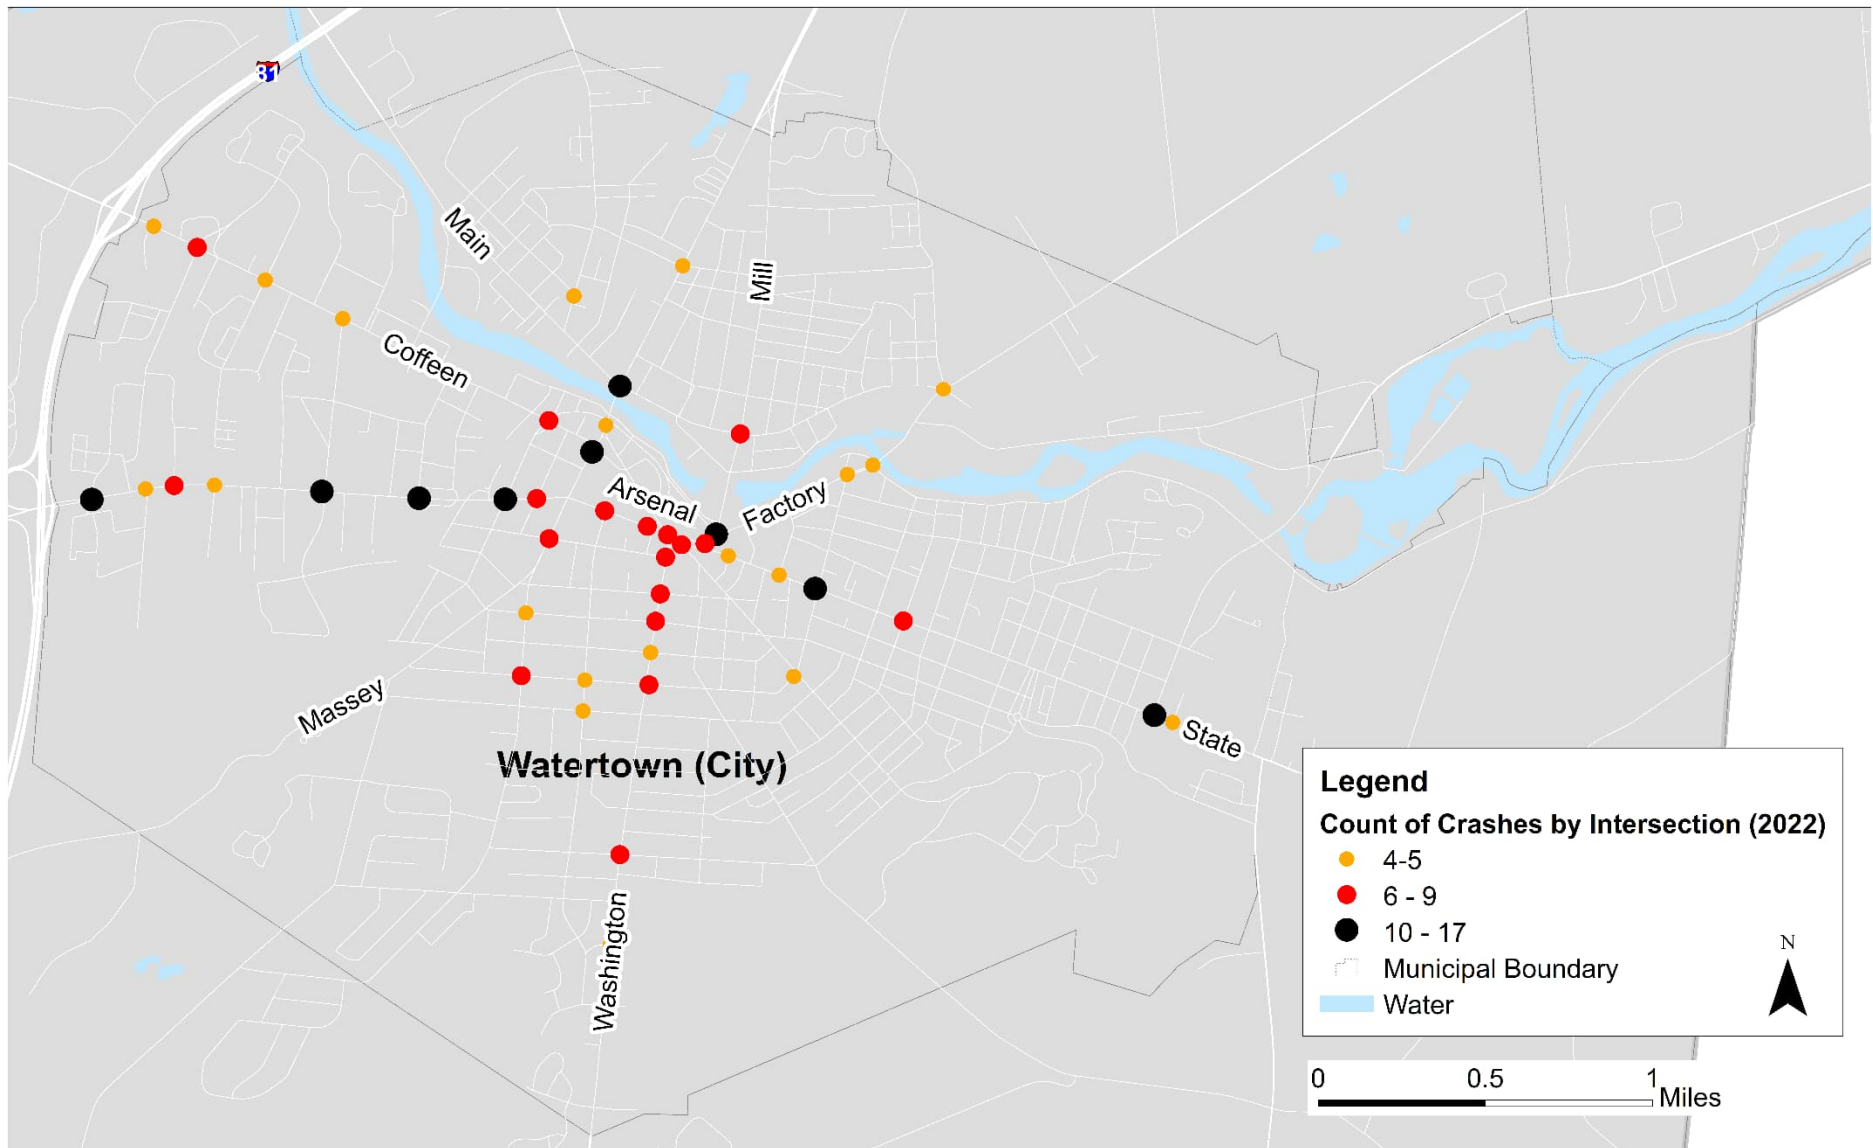 81
Main
Mill
Coffeen
Arsenal
Factory
Massey
State
Watertown (City)
Washington
Legend
Count of Crashes by Intersection (2022)
4-5
6 - 9
10 - 17
Municipal Boundary
Water
N
0 0.5 1
Miles